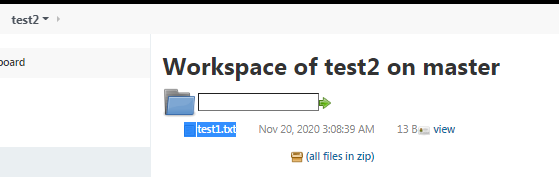 test2
board
Workspace of test2 on master
test1.txt Nov 20, 2020 3:08:39 AM 13 B view
(all files in zip)